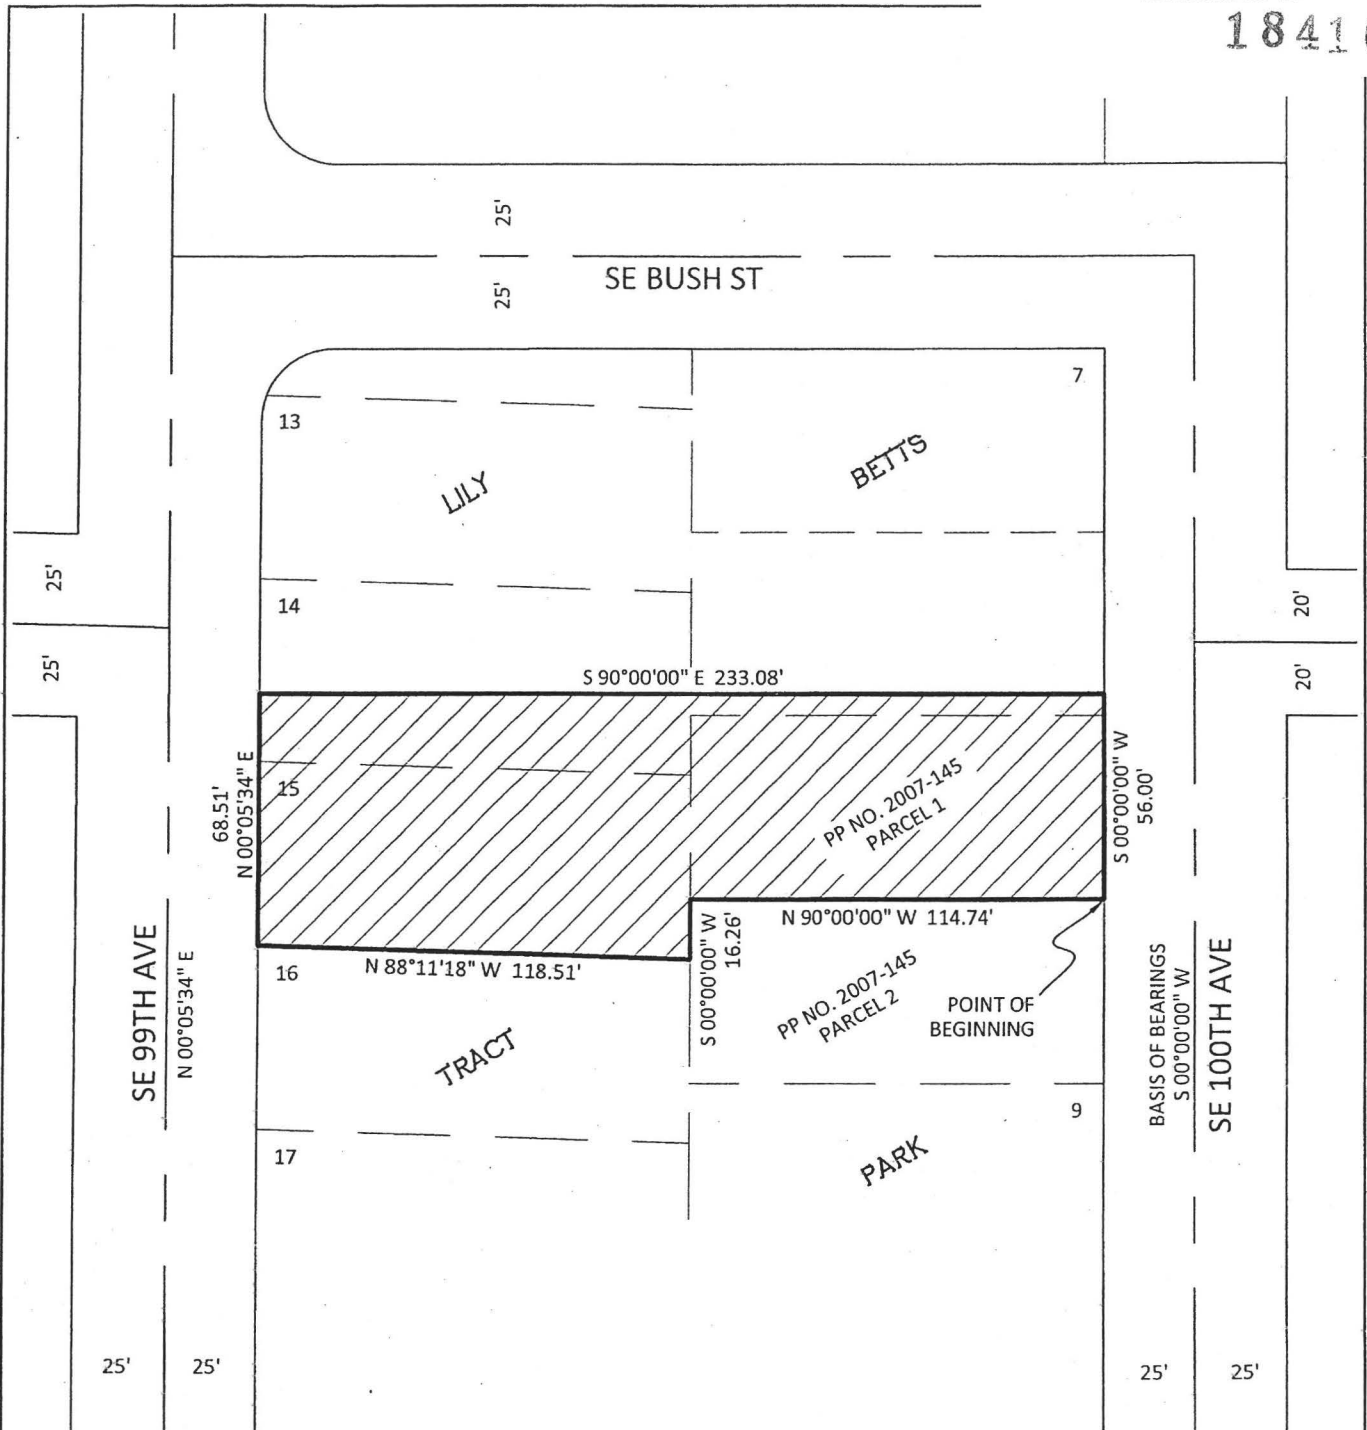 1841
25'
25'
SE BUSH ST
7
13
LILY
BETTS
25'
14
20'
25'
20'
S 90°00'00" E 233.08'
68.51'
N 00°05'34" E
15
PP NO. 2007-145
PARCEL 1
S 00°00'00" W
56.00'
N 90°00'00" W 114.74'
S 00°00'00" W
16.26'
16
N 88°11'18" W 118.51'
SE 99TH AVE
N 00°05'34" E
PP NO. 2007-145
PARCEL 2
POINT OF
BEGINNING
BASIS OF BEARINGS
S 00°00'00" W
SE 100TH AVE
TRACT
9
17
PARK
25'
25'
25'
25'